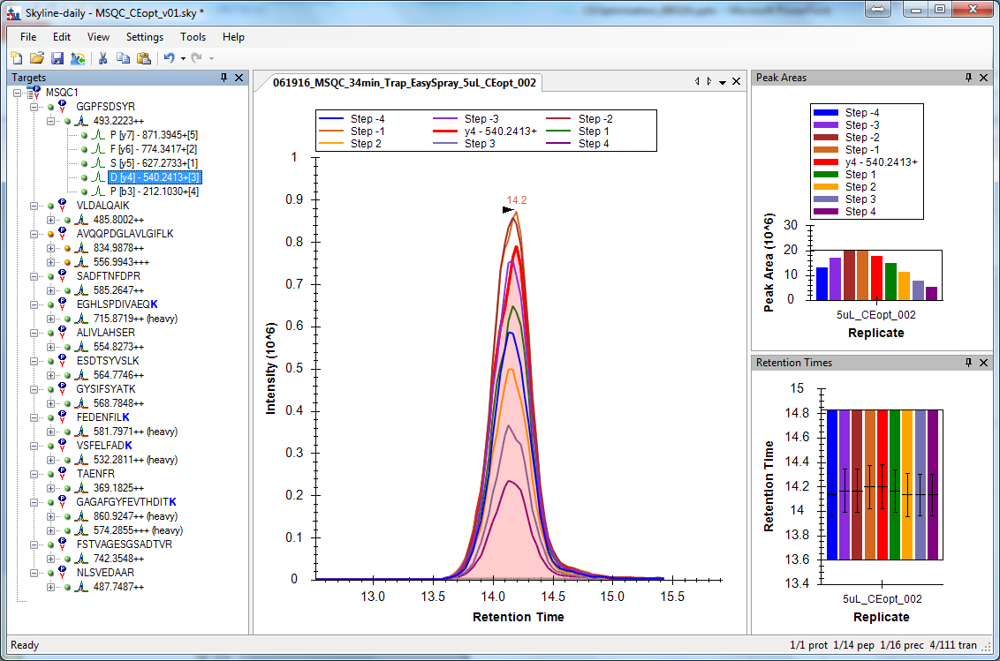 Skyline-daily - MSQC_CEopt_v01.sky *
File Edit View Settings Tools Help
Targets
MSQC1
GGPFSDSYR
493.2223++
P [y7] - 871.3945+[5]
F [y6] - 774.3417+[2]
S [y5] - 627.2733+[1]
D [y4] - 540.2413+[3]
P [b3] - 212.1030+[4]
VLDALQAIK
485.8002++
AVQQPDGLAVLGIFLK
834.9878++
556.9943+++
SADFTNFDPR
585.2647++
EGHLSPDIVAEQK
715.8719++ (heavy)
ALIVLAHSER
554.8273++
ESDTSYVSLK
564.7746++
GYSIFSYATK
568.7848++
FEDENFILK
581.7971++ (heavy)
VSFELFADK
532.2811++ (heavy)
TAENFR
369.1825++
GAGAFGYFEVTHDITK
860.9247++ (heavy)
574.2855+++ (heavy)
FSTVAGESGSADTVR
742.3548++
NLSVEDAAR
487.7487++
061916_MSQC_34min_Trap_EasySpray_5uL_CEopt_002
Step -4 Step -3 Step -2
Step -1 y4 - 540.2413+ Step 1
Step 2 Step 3 Step 4
14.2
1
0.9
0.8
0.7
0.6
0.5
0.4
0.3
0.2
0.1
0
Intensity (10^6)
13.0 13.5 14.0 14.5 15.0 15.5
Retention Time
Peak Areas
Step -4
Step -3
Step -2
Step -1
y4 - 540.2413+
Step 1
Step 2
Step 3
Step 4
30
20
10
0
Peak Area (10^6)
5uL_CEopt_002
Replicate
Retention Times
15
14.8
14.6
14.4
14.2
14
13.8
13.6
13.4
Retention Time
5uL_CEopt_002
Replicate
Ready
1/1 prot 1/14 pep 1/16 prec 4/111 tran